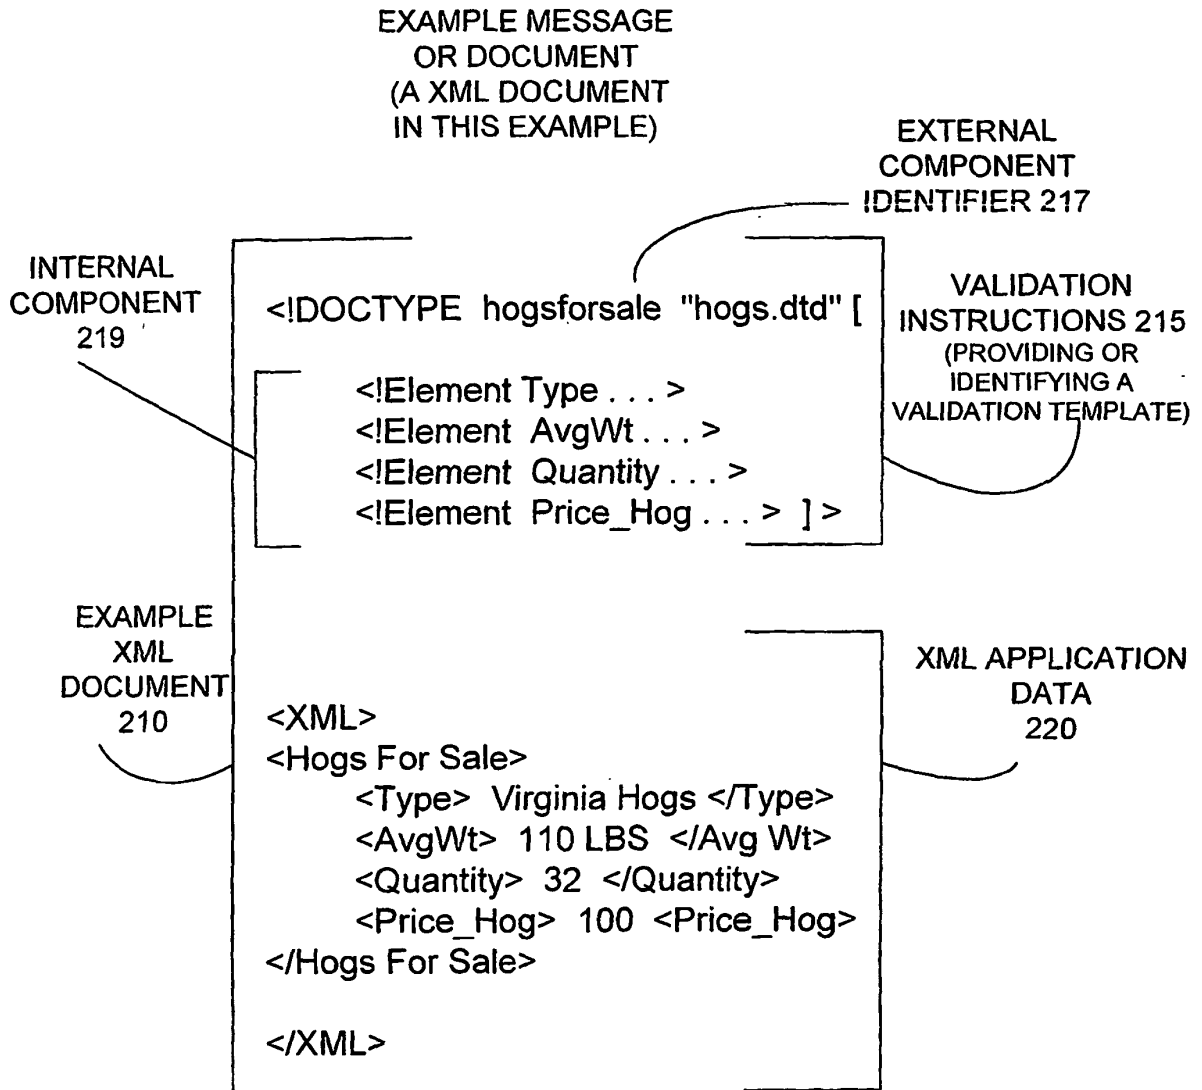 EXAMPLE MESSAGE
OR DOCUMENT
(A XML DOCUMENT
IN THIS EXAMPLE)
EXTERNAL
COMPONENT
IDENTIFIER 217
INTERNAL
COMPONENT
219
<!DOCTYPE hogsforsale "hogs.dtd" [
VALIDATION
INSTRUCTIONS 215
(PROVIDING OR
IDENTIFYING A
VALIDATION TEMPLATE)
<!Element Type . . . >
<!Element AvgWt . . . >
<!Element Quantity . . . >
<!Element Price_Hog . . . > ] >
EXAMPLE
XML
DOCUMENT
210
XML APPLICATION
DATA
220
<XML>
<Hogs For Sale>
<Type> Virginia Hogs </Type>
<AvgWt> 110 LBS </Avg Wt>
<Quantity> 32 </Quantity>
<Price_Hog> 100 <Price_Hog>
</Hogs For Sale>
</XML>